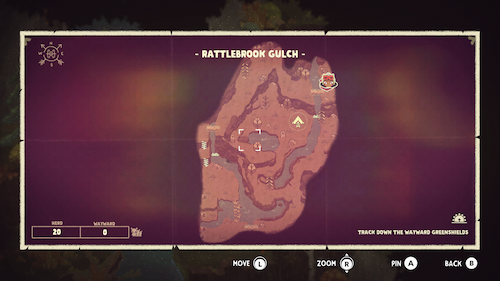 - RATTLEBROOK GULCH -
HERD
20
WAYWARD
0
TRACK DOWN THE WAYWARD GREENSHIELDS
MOVE L
ZOOM R
PIN A
BACK B